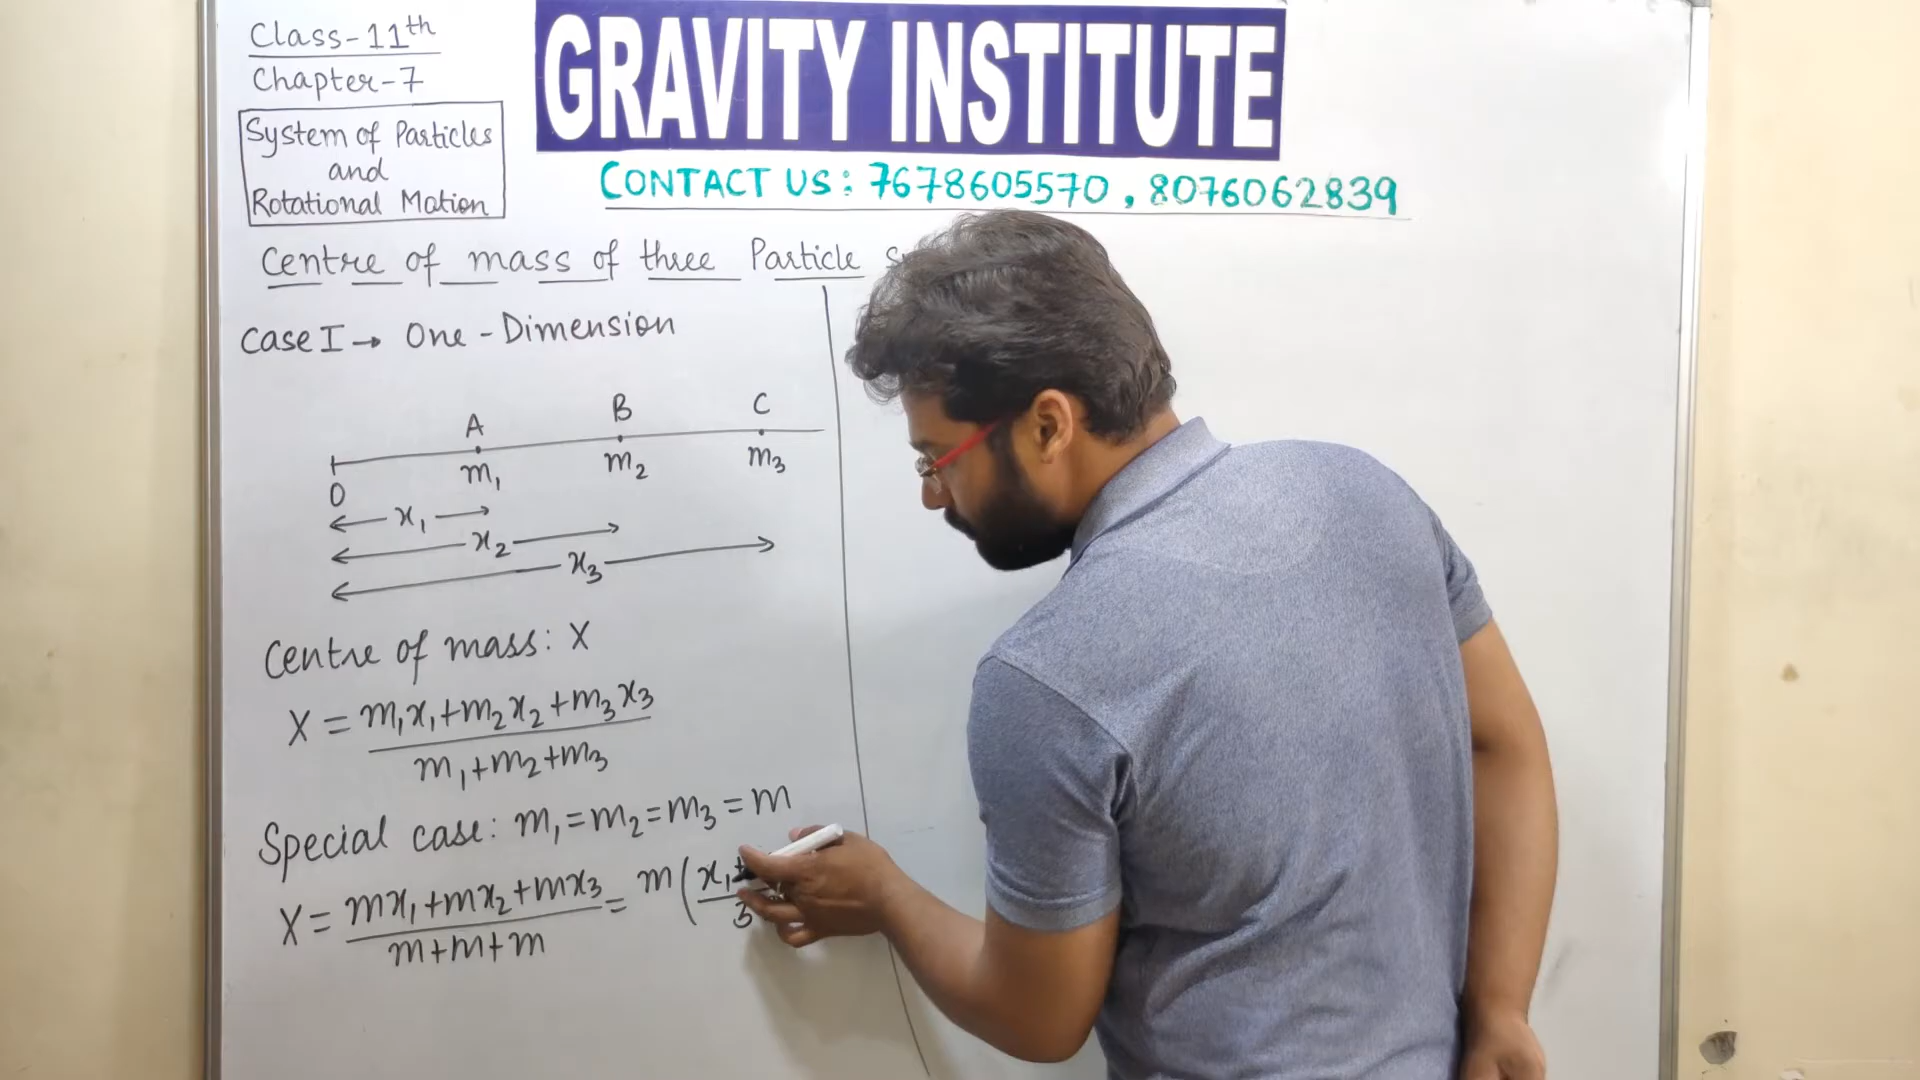 Class-11th
Chapter-7
System of Particles
and
Rotational Motion
GRAVITY INSTITUTE
CONTACT US: 7678605570, 8076062839
Centre of mass of three Particle
Case I → One-Dimension
A B C
m₁ m₂ m₃
O
x₁
x₂
x₃
Centre of mass: X
X = (m₁x₁+m₂x₂+m₃x₃)/(m₁+m₂+m₃)
Special case: m₁=m₂=m₃=m
X = (mx₁+mx₂+mx₃)/(m+m+m) = m(x₁+ / 3